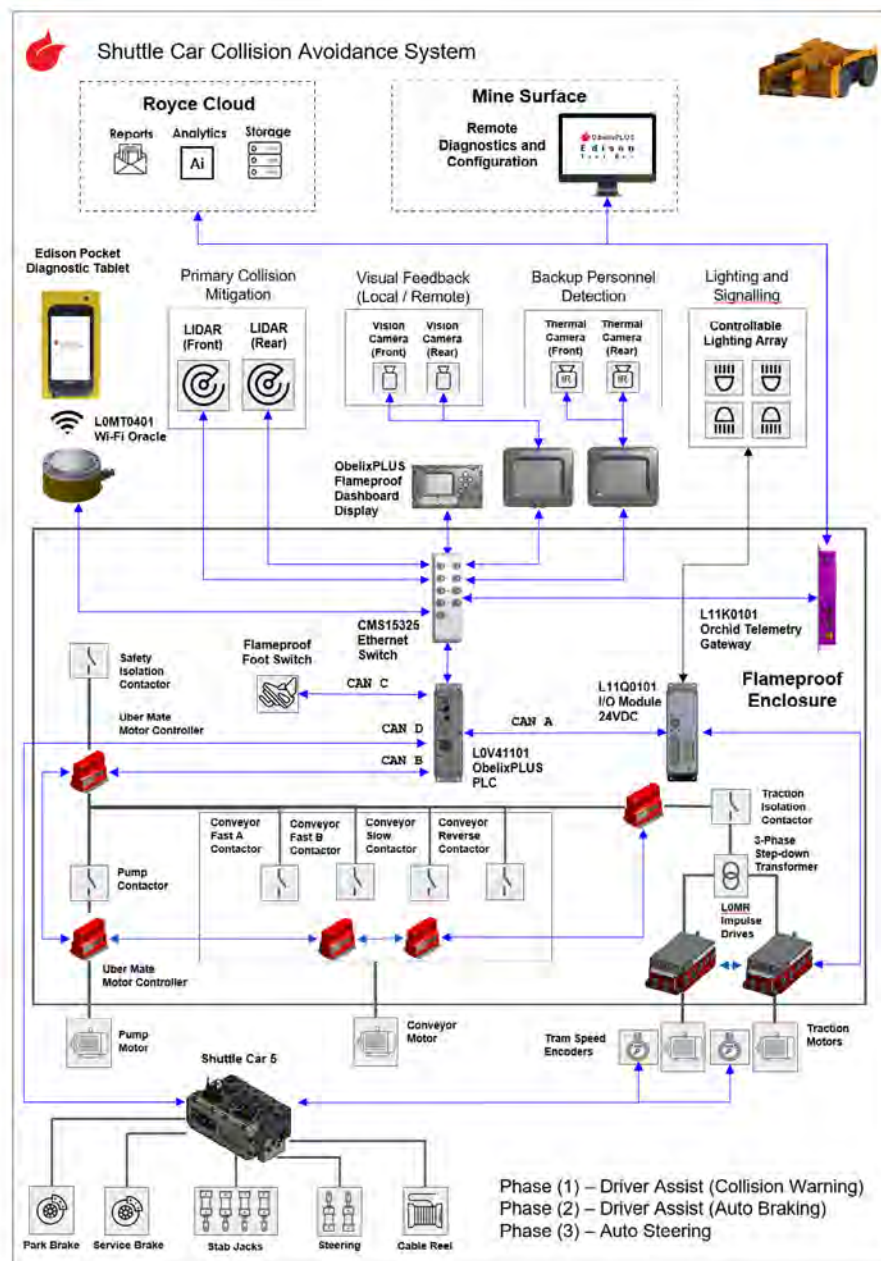 Shuttle Car Collision Avoidance System
Royce Cloud
Reports
Analytics
Storage
Ai
Mine Surface
Remote
Diagnostics and
Configuration
ObelixPLUS
Edison
Edison Pocket
Diagnostic Tablet
L0MT0401
Wi-Fi Oracle
Primary Collision
Mitigation
LIDAR
(Front)
LIDAR
(Rear)
Visual Feedback
(Local / Remote)
Vision
Camera
(Front)
Vision
Camera
(Rear)
Backup Personnel
Detection
Thermal
Camera
(Front)
Thermal
Camera
(Rear)
IR
IR
Lighting and
Signalling
Controllable
Lighting Array
ObelixPLUS
Flameproof
Dashboard
Display
CMS15325
Ethernet
Switch
L11K0101
Orchid Telemetry
Gateway
Flameproof
Enclosure
Safety
Isolation
Contactor
Flameproof
Foot Switch
CAN C
CAN D
CAN B
CAN A
L0V41101
ObelixPLUS
PLC
L11Q0101
I/O Module
24VDC
Uber Mate
Motor Controller
Conveyor
Fast A
Contactor
Conveyor
Fast B
Contactor
Conveyor
Slow
Contactor
Conveyor
Reverse
Contactor
Traction
Isolation
Contactor
3-Phase
Step-down
Transformer
Pump
Contactor
L0MR
Impulse
Drives
Uber Mate
Motor Controller
Pump
Motor
Conveyor
Motor
Tram Speed
Encoders
Traction
Motors
Shuttle Car 5
Park Brake
Service Brake
Stab Jacks
Steering
Cable Reel
Phase (1) – Driver Assist (Collision Warning)
Phase (2) – Driver Assist (Auto Braking)
Phase (3) – Auto Steering